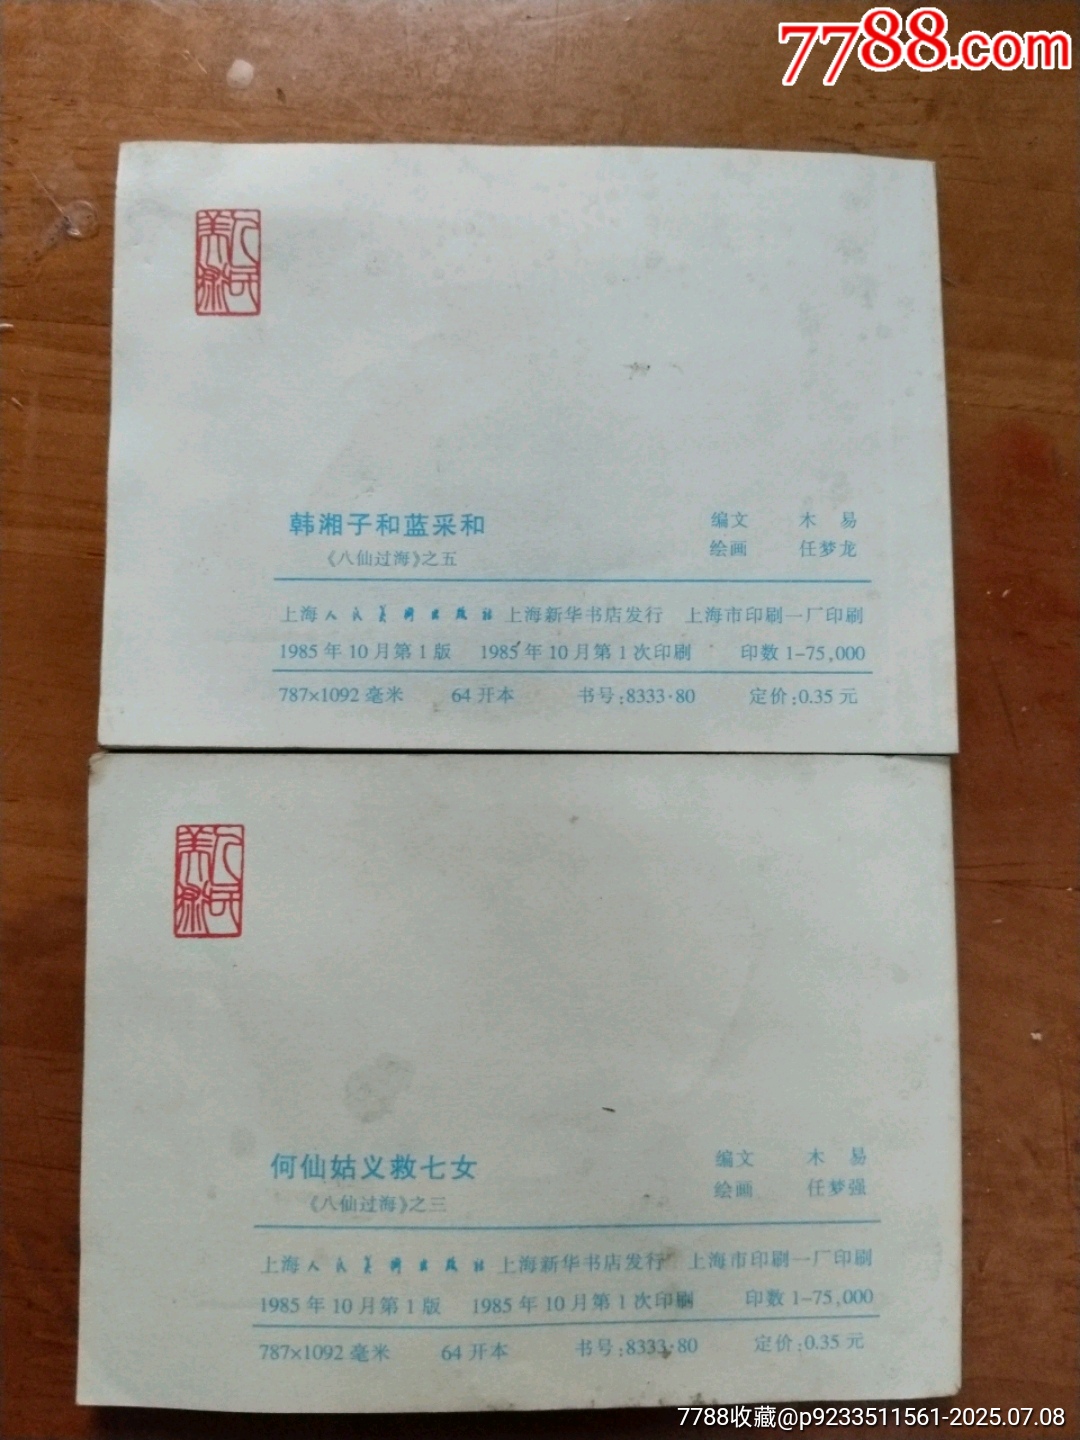 7788.com
人民
美术
韩湘子和蓝采和
《八仙过海》之五
编文 木易
绘画 任梦龙
上海人民美術出版社 上海新华书店发行 上海市印刷一厂印刷
1985年10月第1版 1985年10月第1次印刷 印数1-75,000
787×1092毫米 64开本 书号:8333·80 定价:0.35元
人民
美术
何仙姑义救七女
《八仙过海》之三
编文 木易
绘画 任梦强
上海人民美術出版社 上海新华书店发行 上海市印刷一厂印刷
1985年10月第1版 1985年10月第1次印刷 印数1-75,000
787×1092毫米 64开本 书号:8333·80 定价:0.35元
7788收藏@p9233511561-2025.07.08